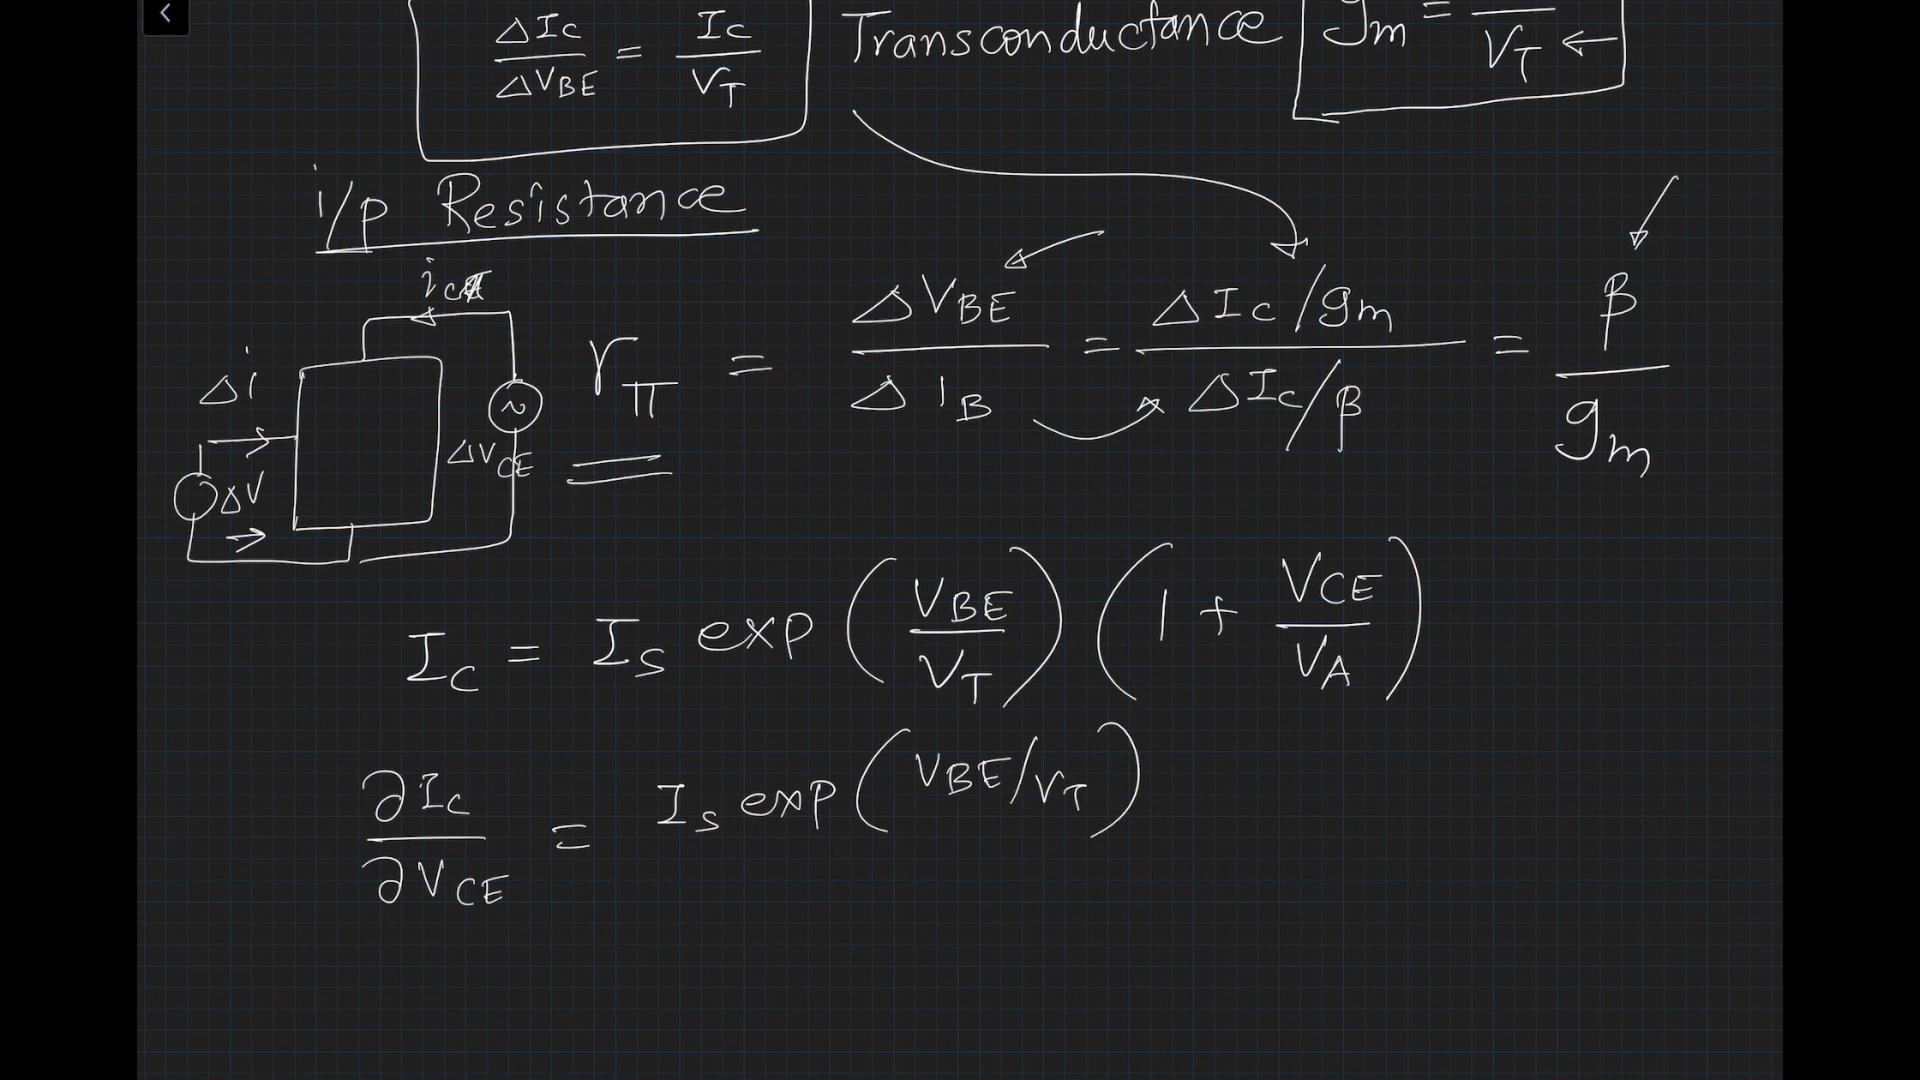 ΔIc/ΔVBE = Ic/VT Transconductance gm = /VT ←
i/p Resistance
ic
Δi
ΔV
ΔVCE
rπ = ΔVBE/ΔIB = (ΔIc/gm)/(ΔIc/β) = β/gm
Ic = Is exp(VBE/VT)(1 + VCE/VA)
∂Ic/∂VCE = Is exp(VBE/VT)